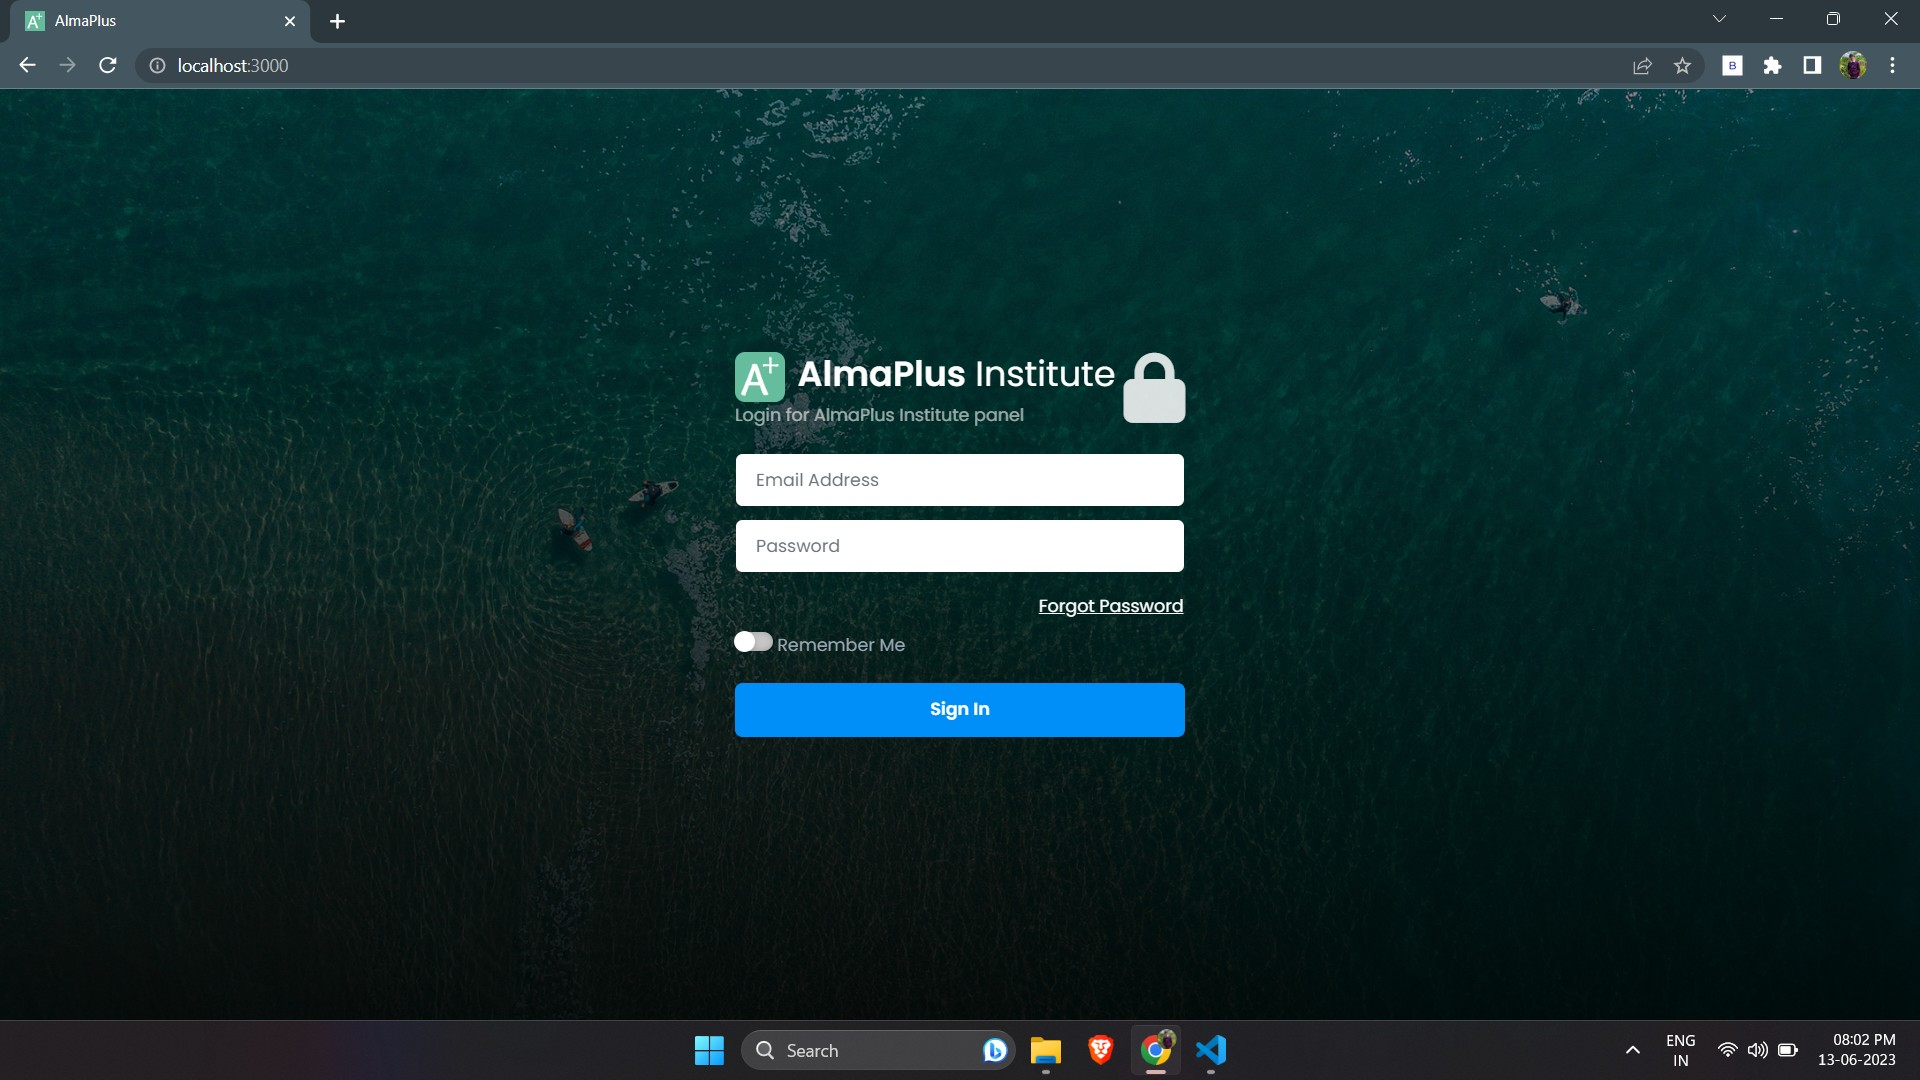 AlmaPlus
localhost:3000
B
A+ AlmaPlus Institute
Login for AlmaPlus Institute panel
Email Address
Password
Forgot Password
Remember Me
Sign In
Search
ENG
IN
08:02 PM
13-06-2023